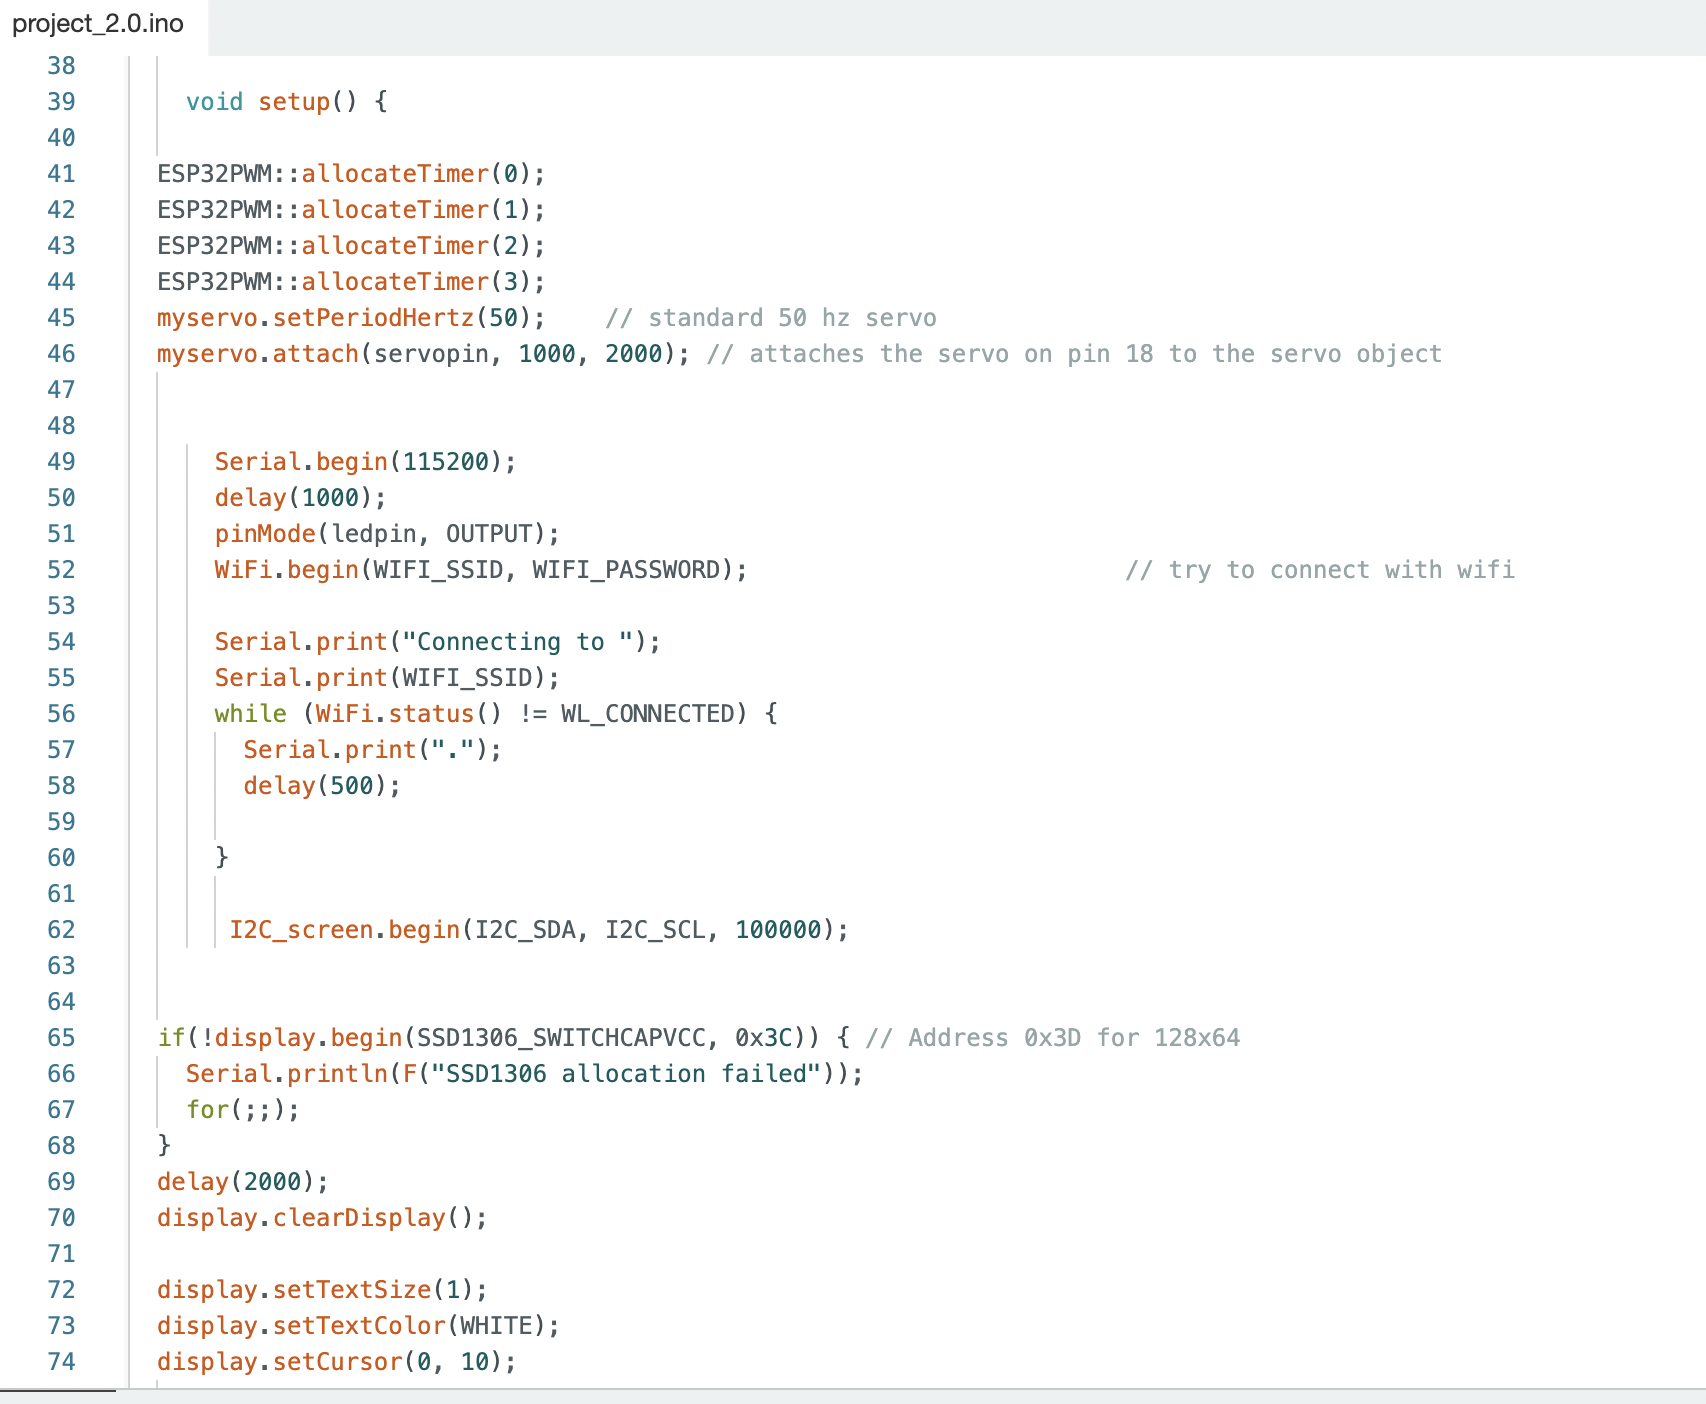 project_2.0.ino
38
39 void setup() {
40
41 ESP32PWM::allocateTimer(0);
42 ESP32PWM::allocateTimer(1);
43 ESP32PWM::allocateTimer(2);
44 ESP32PWM::allocateTimer(3);
45 myservo.setPeriodHertz(50);    // standard 50 hz servo
46 myservo.attach(servopin, 1000, 2000); // attaches the servo on pin 18 to the servo object
47
48
49 Serial.begin(115200);
50 delay(1000);
51 pinMode(ledpin, OUTPUT);
52 WiFi.begin(WIFI_SSID, WIFI_PASSWORD);                          // try to connect with wifi
53
54 Serial.print("Connecting to ");
55 Serial.print(WIFI_SSID);
56 while (WiFi.status() != WL_CONNECTED) {
57 Serial.print(".");
58 delay(500);
59
60 }
61
62 I2C_screen.begin(I2C_SDA, I2C_SCL, 100000);
63
64
65 if(!display.begin(SSD1306_SWITCHCAPVCC, 0x3C)) { // Address 0x3D for 128x64
66 Serial.println(F("SSD1306 allocation failed"));
67 for(;;);
68 }
69 delay(2000);
70 display.clearDisplay();
71
72 display.setTextSize(1);
73 display.setTextColor(WHITE);
74 display.setCursor(0, 10);